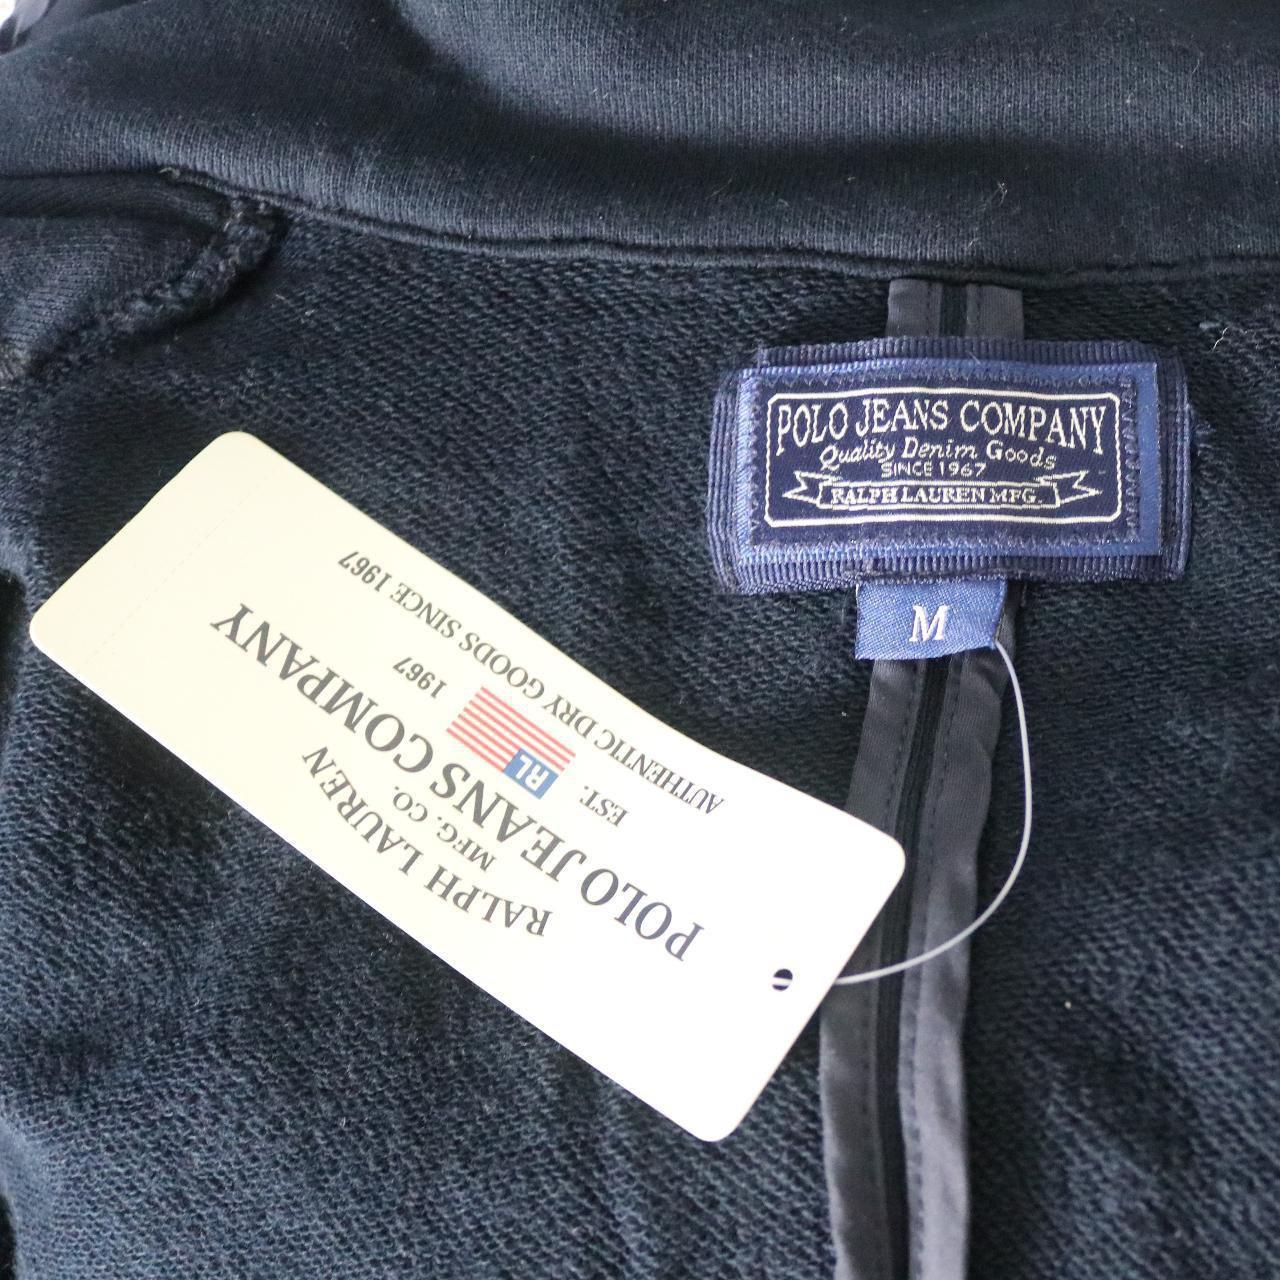 POLO JEANS COMPANY
Quality Denim Goods
SINCE 1967
RALPH LAUREN MFG.
M
RALPH LAUREN
MFG. CO.
POLO JEANS COMPANY
EST. RL 1967
AUTHENTIC DRY GOODS SINCE 1967